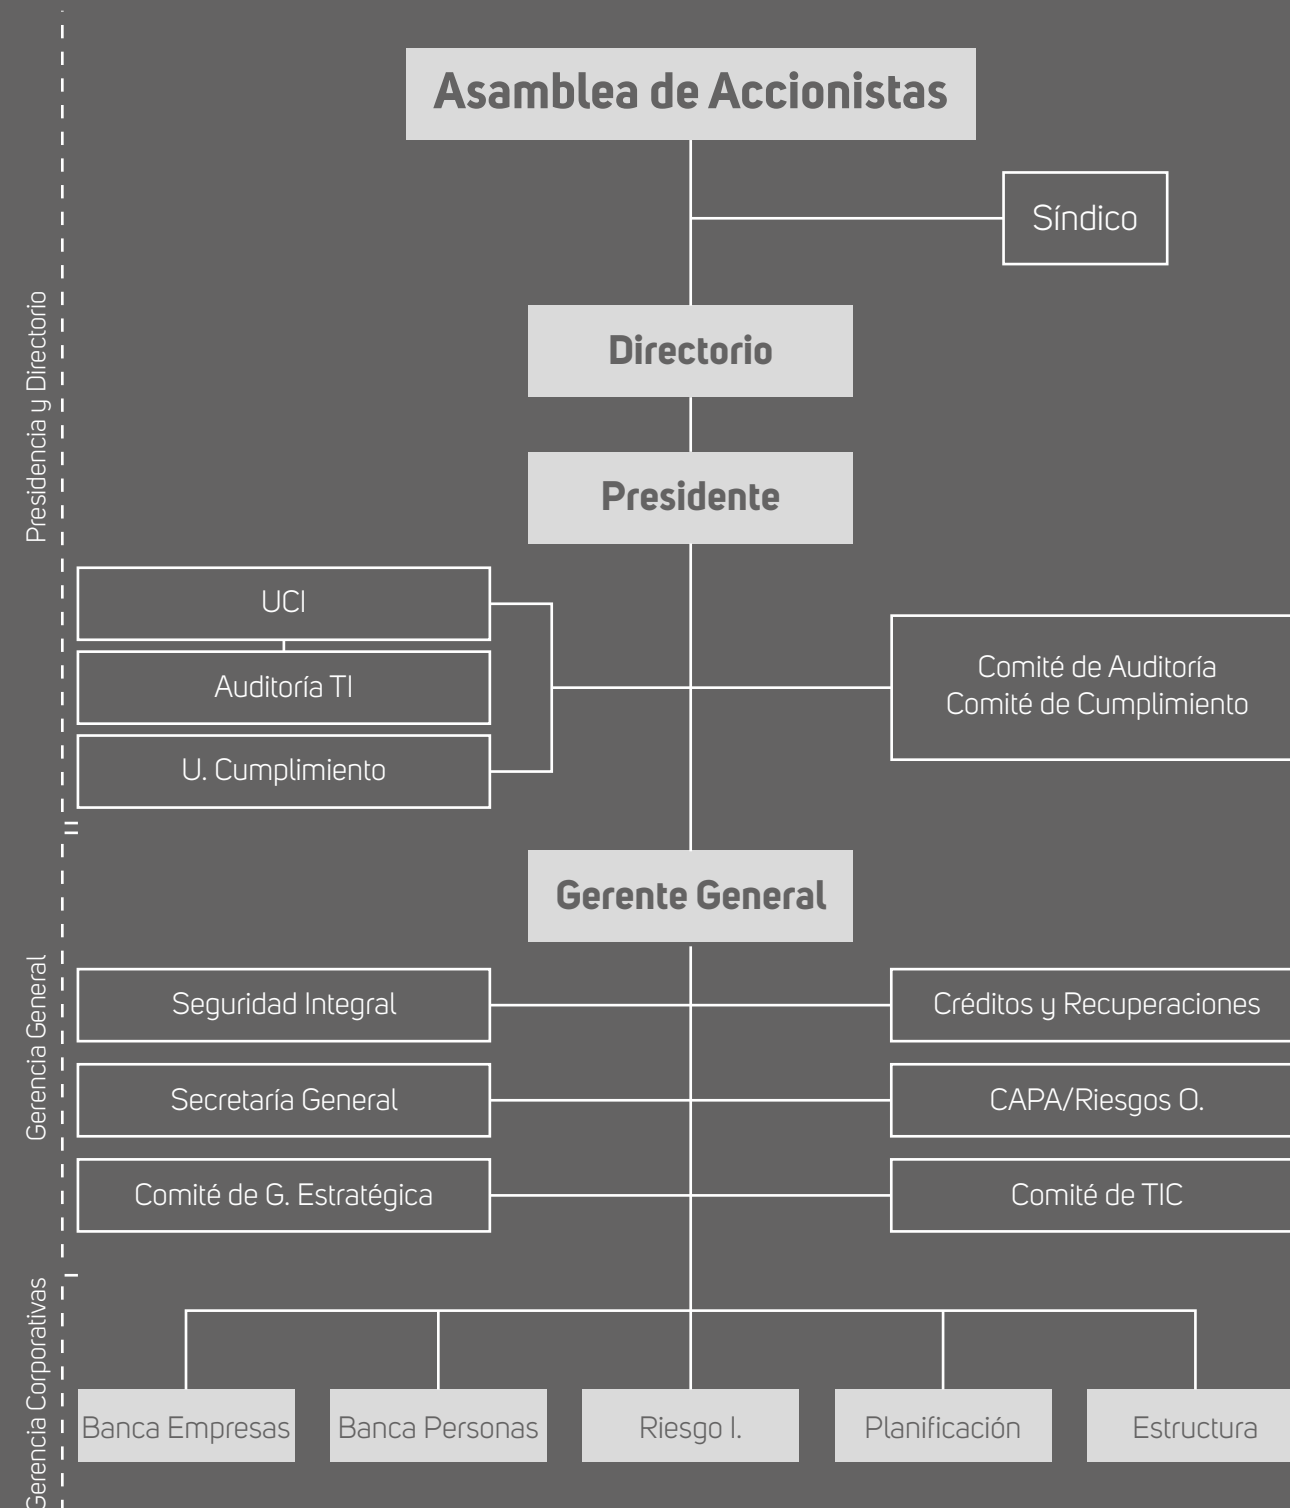 Asamblea de Accionistas
Síndico
Presidencia y Directorio
Directorio
Presidente
UCI
Auditoría TI
U. Cumplimiento
Comité de Auditoría
Comité de Cumplimiento
Gerencia General
Gerente General
Seguridad Integral
Créditos y Recuperaciones
Secretaría General
CAPA/Riesgos O.
Comité de G. Estratégica
Comité de TIC
Gerencia Corporativas
Banca Empresas
Banca Personas
Riesgo I.
Planificación
Estructura